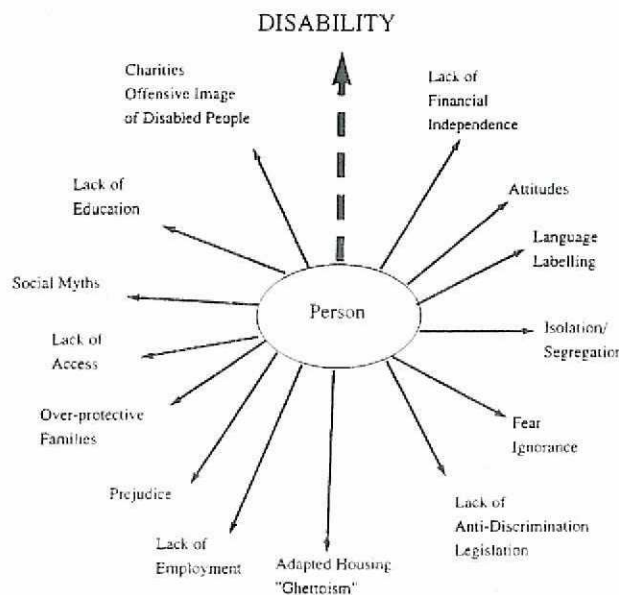 DISABILITY
Charities
Offensive Image
of Disabled People
Lack of
Financial
Independence
Lack of
Education
Attitudes
Language
Labelling
Social Myths
Person
Isolation/
Segregation
Lack of
Access
Over-protective
Families
Fear
Ignorance
Prejudice
Lack of
Anti-Discrimination
Legislation
Lack of
Employment
Adapted Housing
"Ghettoism"